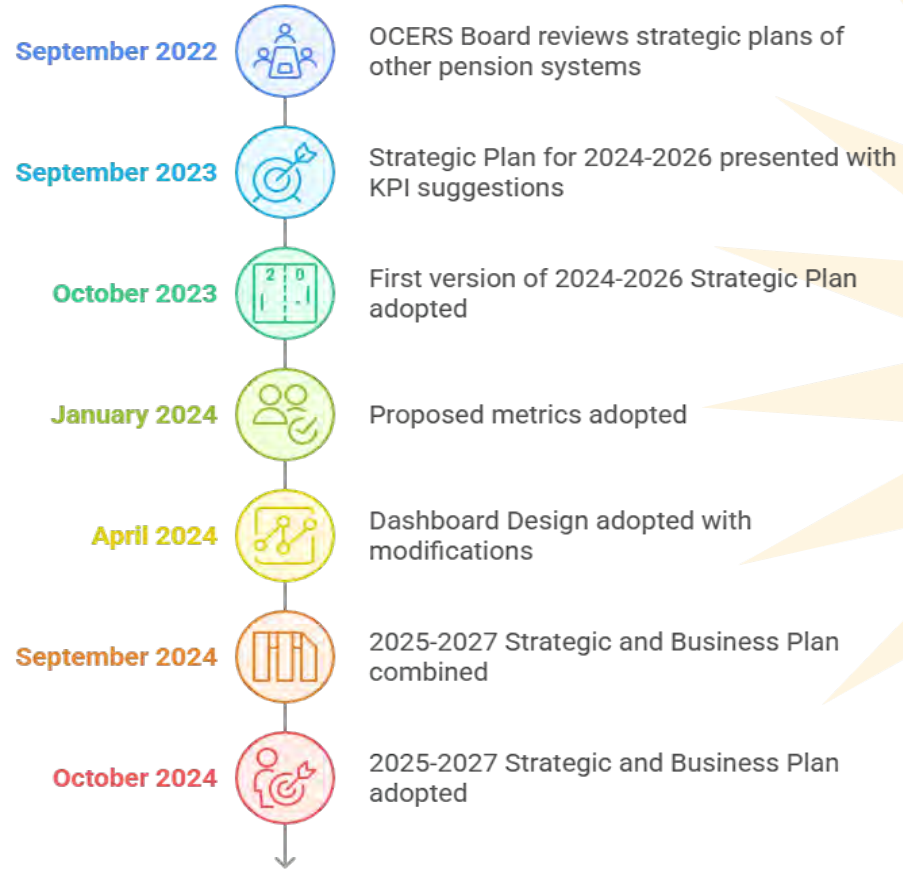 September 2022
OCERS Board reviews strategic plans of
other pension systems
September 2023
Strategic Plan for 2024-2026 presented with
KPI suggestions
October 2023
2 0
First version of 2024-2026 Strategic Plan
adopted
January 2024
Proposed metrics adopted
April 2024
Dashboard Design adopted with
modifications
September 2024
2025-2027 Strategic and Business Plan
combined
October 2024
2025-2027 Strategic and Business Plan
adopted